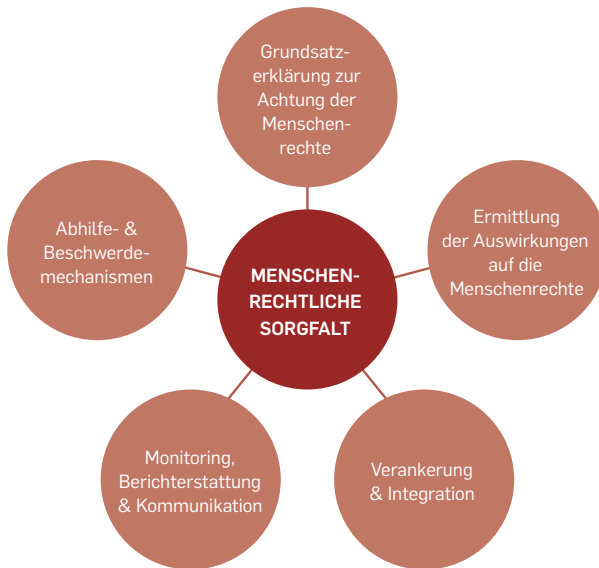 Grundsatz-
erklärung zur
Achtung der
Menschen-
rechte
Ermittlung
der Auswirkungen
auf die
Menschenrechte
Verankerung
& Integration
Monitoring,
Berichterstattung
& Kommunikation
Abhilfe- &
Beschwerde-
mechanismen
MENSCHEN-
RECHTLICHE
SORGFALT